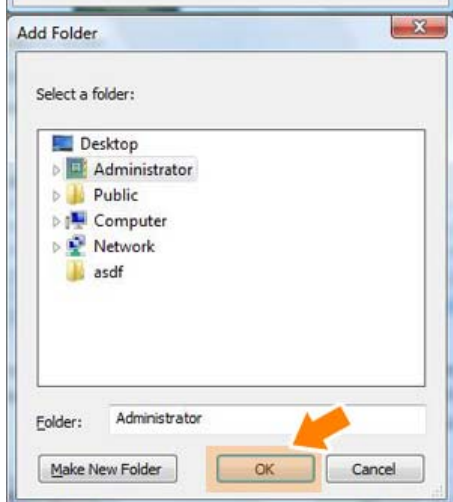 Add Folder
Select a folder:
Desktop
Administrator
Public
Computer
Network
asdf
Folder: Administrator
Make New Folder OK Cancel